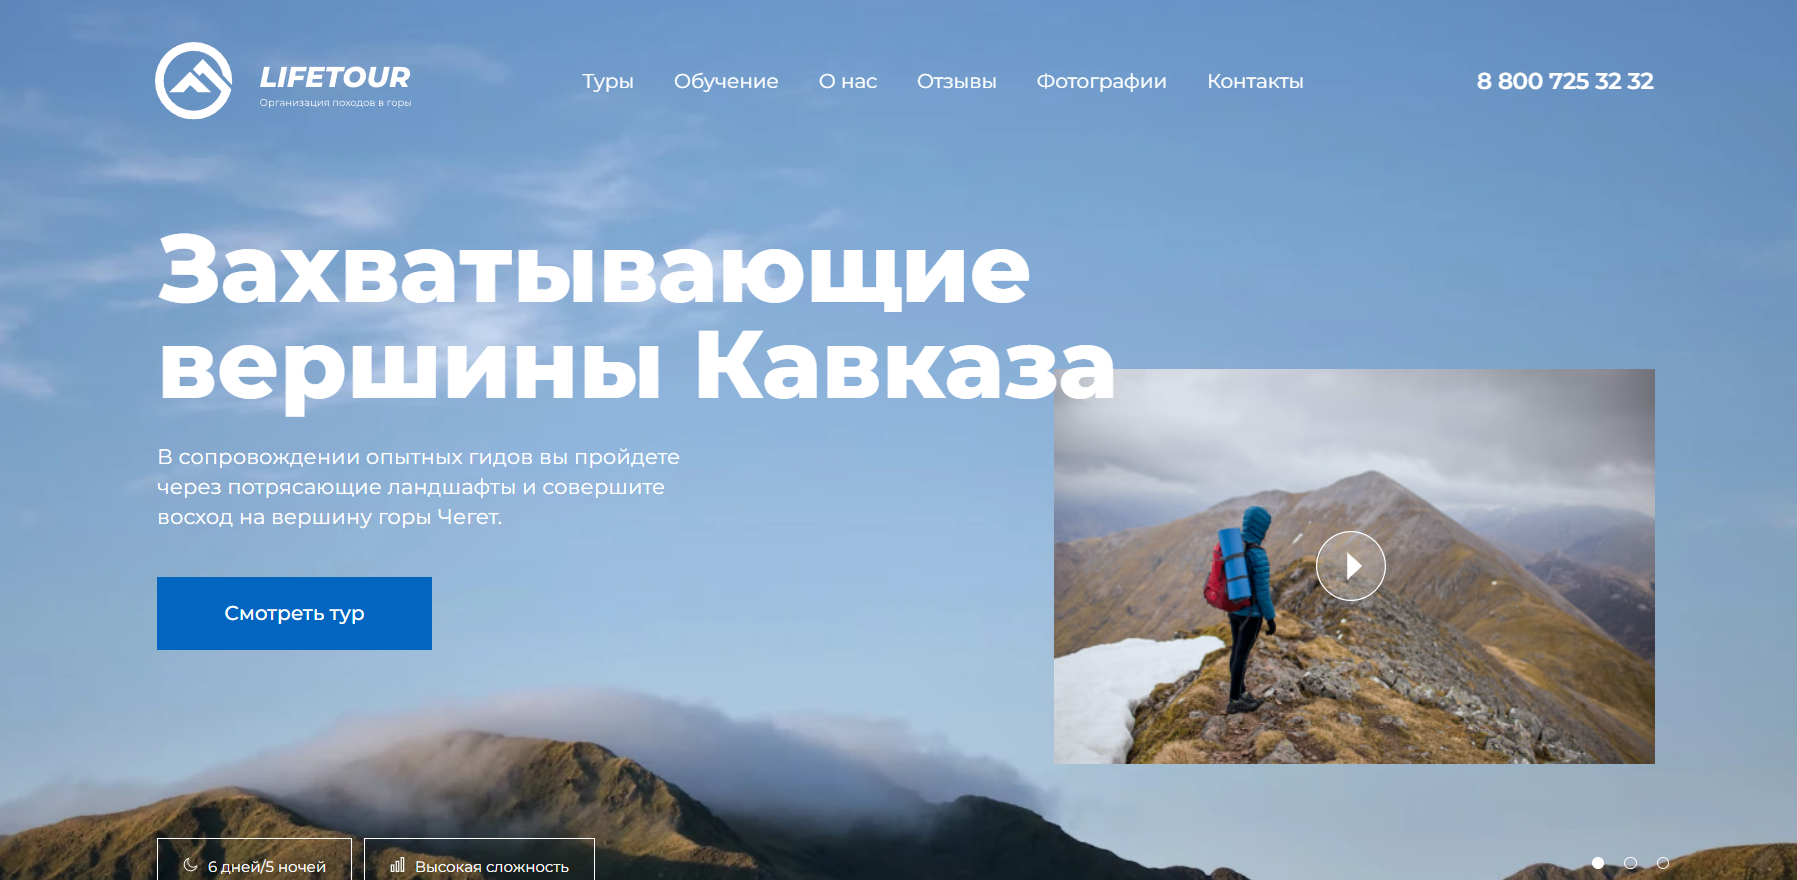 LIFETOUR
Организация походов в горы
Туры Обучение О нас Отзывы Фотографии Контакты
8 800 725 32 32
Захватывающие
вершины Кавказа
В сопровождении опытных гидов вы пройдете
через потрясающие ландшафты и совершите
восход на вершину горы Чегет.
Смотреть тур
6 дней/5 ночей
Высокая сложность